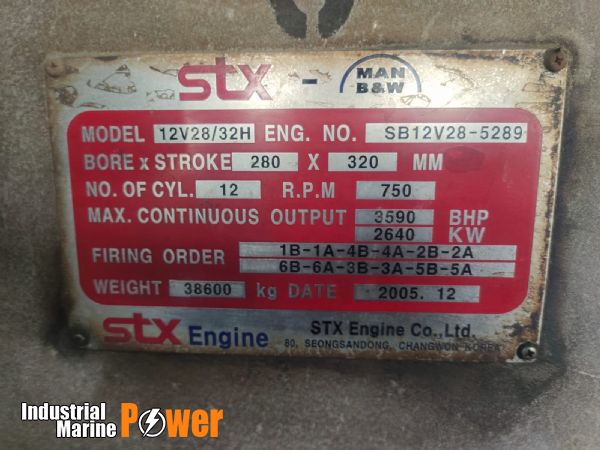 STX - MAN B&W
MODEL 12V28/32H ENG. NO. SB12V28-5289
BORE x STROKE 280 X 320 MM
NO. OF CYL. 12 R.P.M 750
MAX. CONTINUOUS OUTPUT 3590 BHP
2640 KW
FIRING ORDER 1B-1A-4B-4A-2B-2A
6B-6A-3B-3A-5B-5A
WEIGHT 38600 kg DATE 2005. 12
STX Engine STX Engine Co., Ltd.
80, SEONGSANDONG, CHANGWON KOREA
Industrial
Marine Power